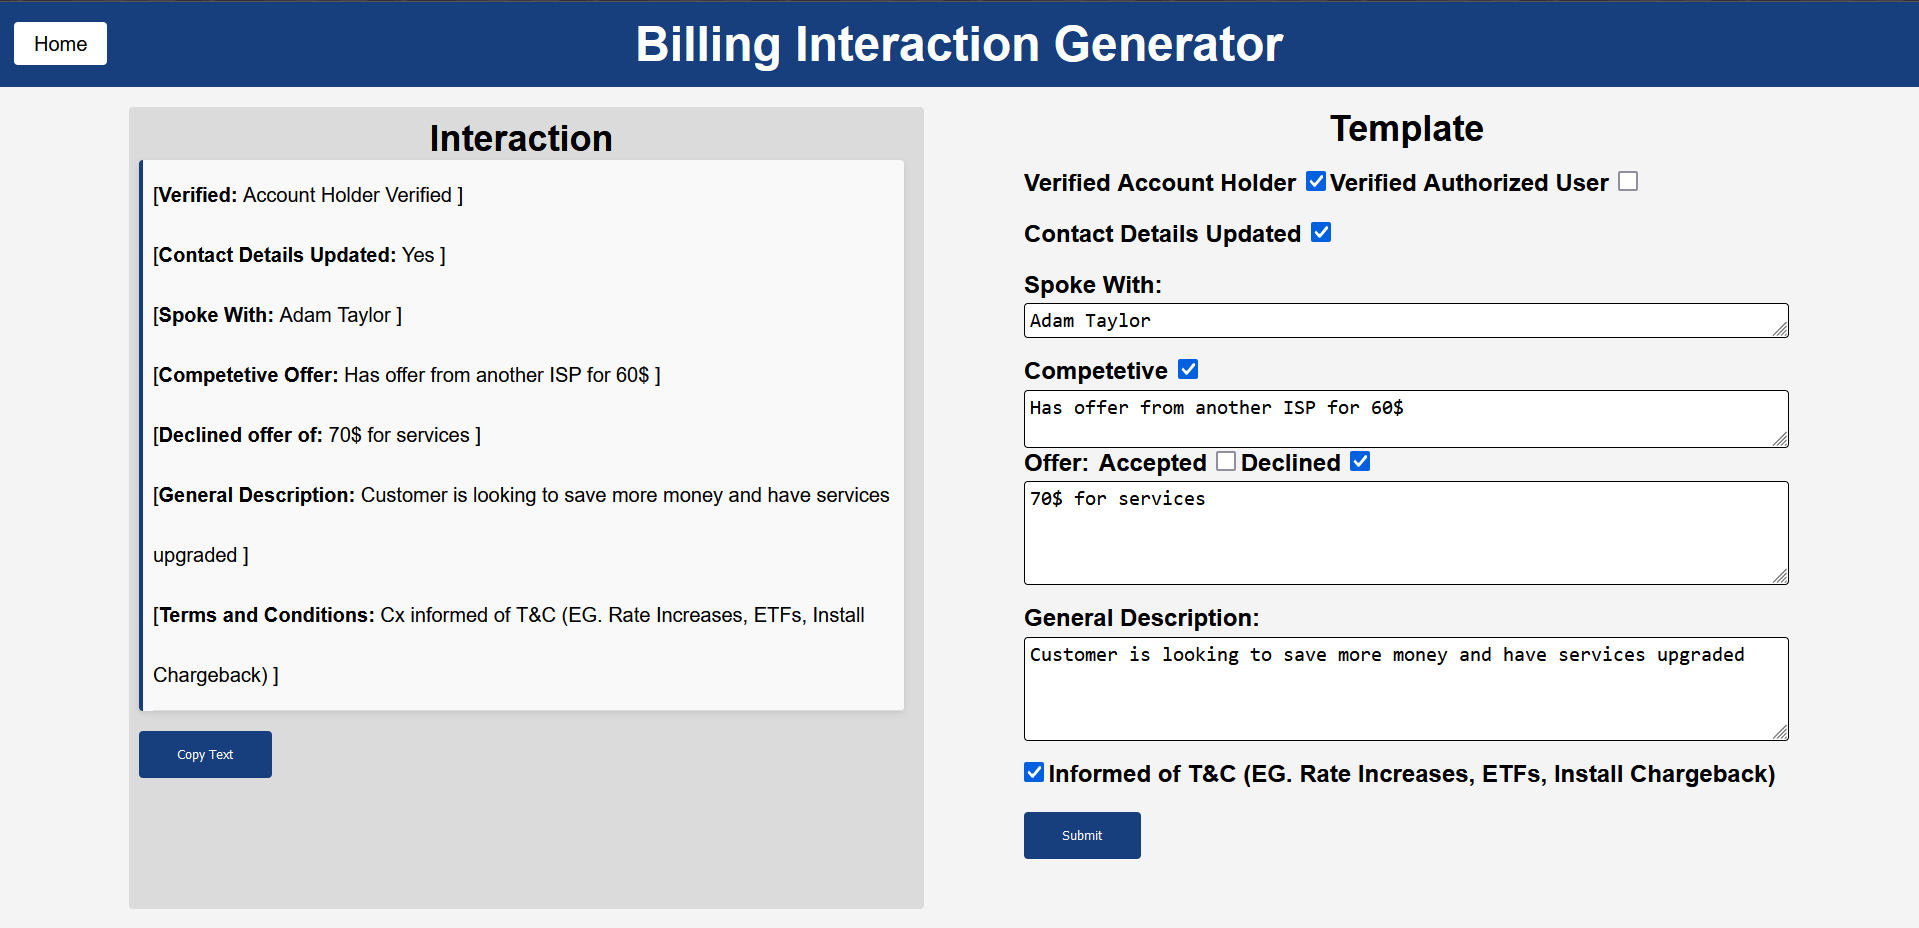 Home
Billing Interaction Generator
Interaction
[Verified: Account Holder Verified ]
[Contact Details Updated: Yes ]
[Spoke With: Adam Taylor ]
[Competetive Offer: Has offer from another ISP for 60$ ]
[Declined offer of: 70$ for services ]
[General Description: Customer is looking to save more money and have services
upgraded ]
[Terms and Conditions: Cx informed of T&C (EG. Rate Increases, ETFs, Install
Chargeback) ]
Copy Text
Template
Verified Account Holder Verified Authorized User
Contact Details Updated
Spoke With:
Adam Taylor
Competetive
Has offer from another ISP for 60$
Offer: Accepted Declined
70$ for services
General Description:
Customer is looking to save more money and have services upgraded
Informed of T&C (EG. Rate Increases, ETFs, Install Chargeback)
Submit